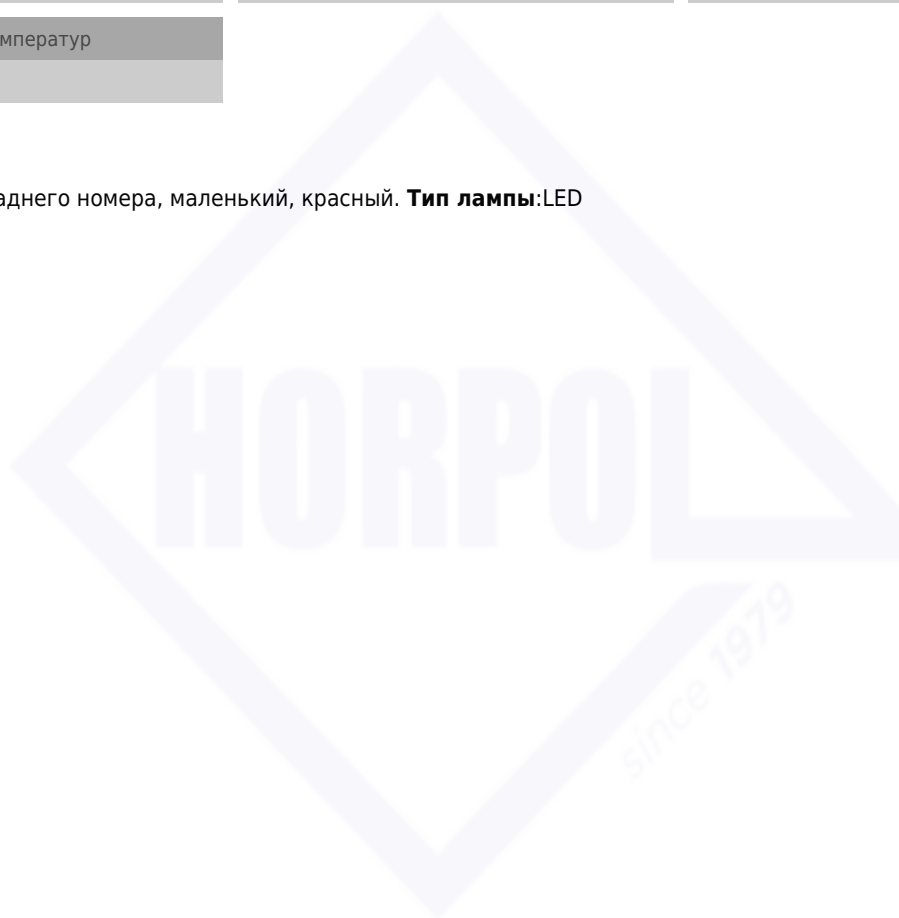 мператур
аднего номера, маленький, красный. Тип лампы:LED
HORPOL
since 1979